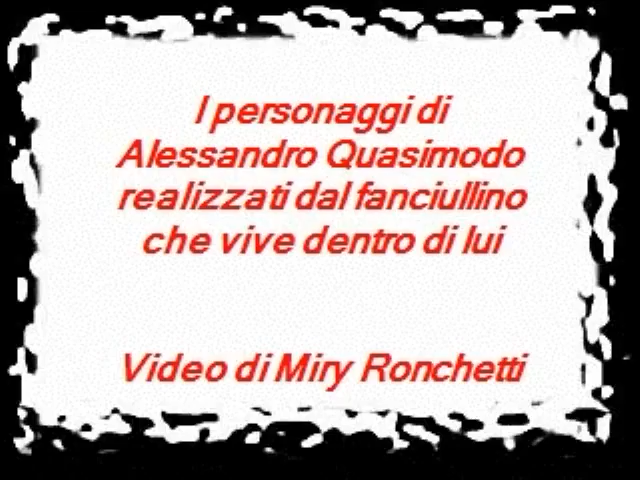 I personaggi di
Alessandro Quasimodo
realizzati dal fanciullino
che vive dentro di lui
Video di Miry Ronchetti